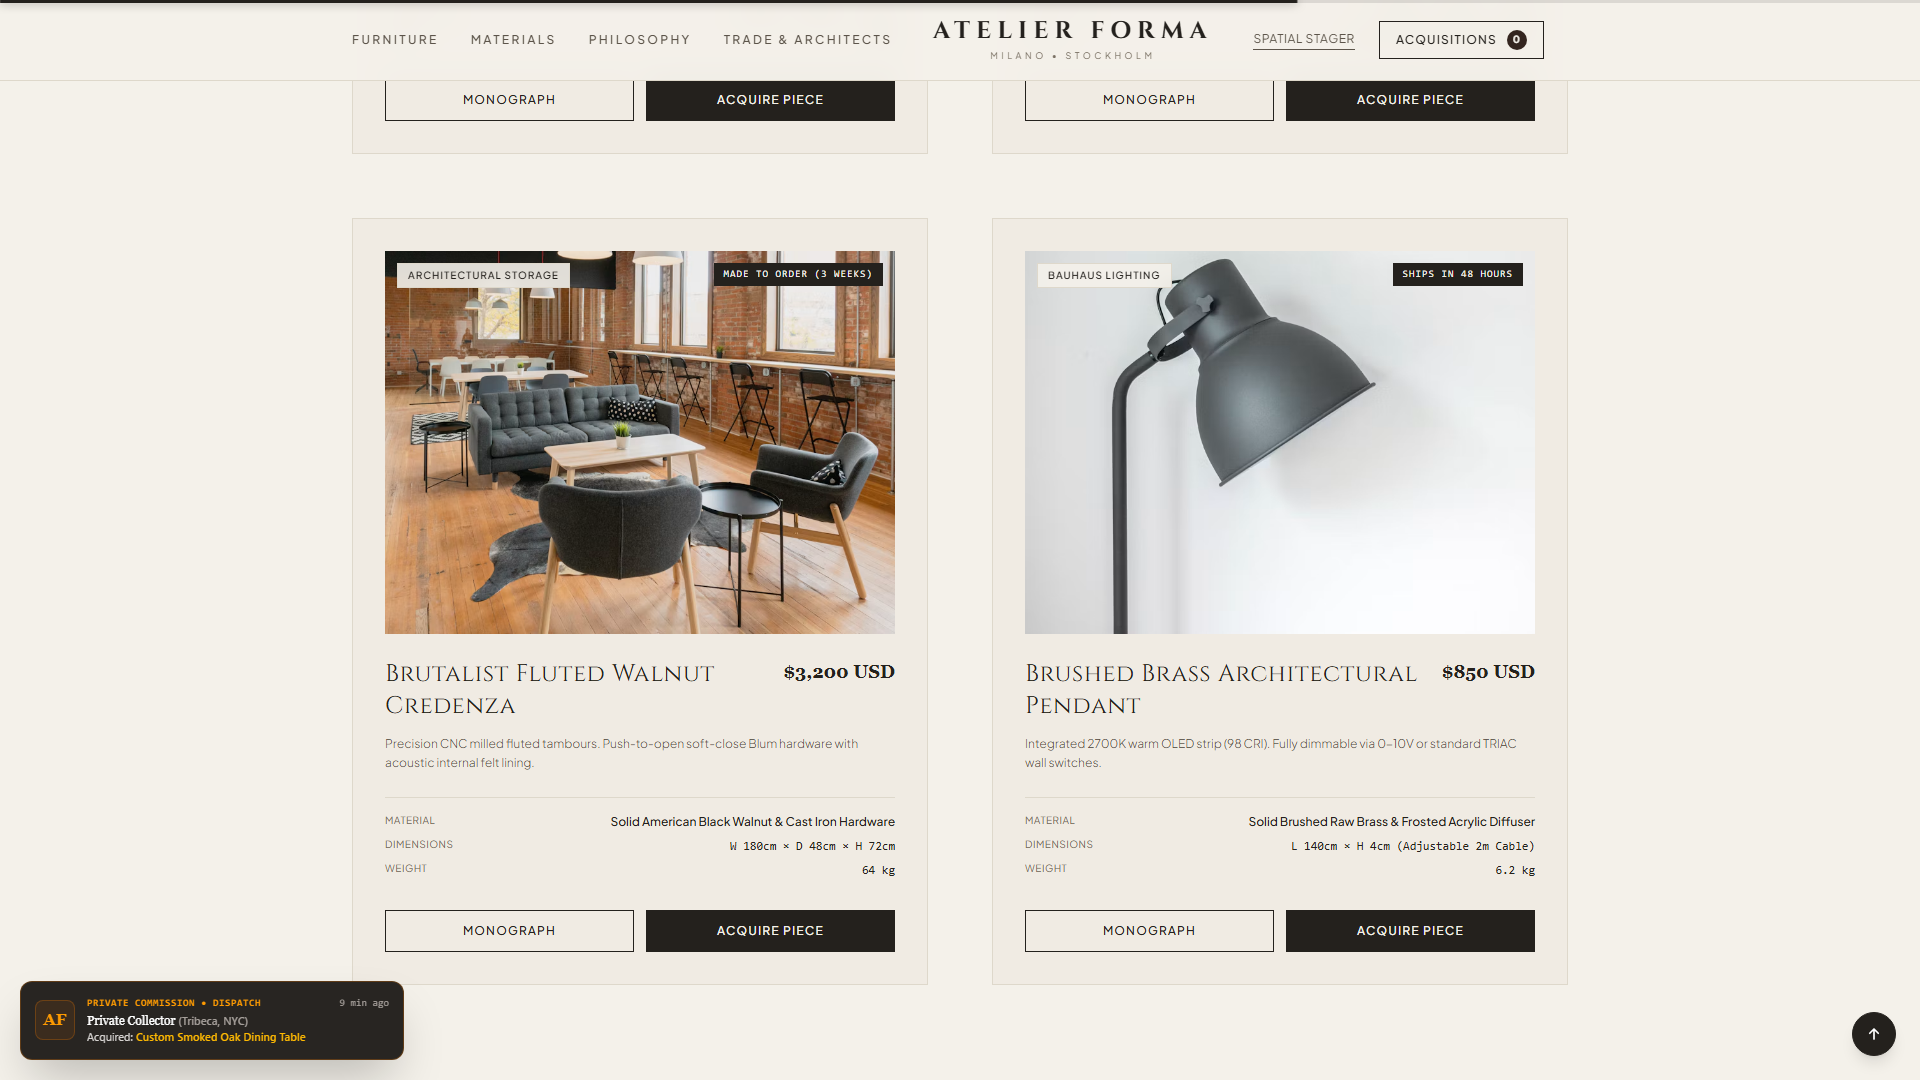 FURNITURE MATERIALS PHILOSOPHY TRADE & ARCHITECTS
ATELIER FORMA
MILANO • STOCKHOLM
SPATIAL STAGER
ACQUISITIONS 0
MONOGRAPH ACQUIRE PIECE
MONOGRAPH ACQUIRE PIECE
ARCHITECTURAL STORAGE
MADE TO ORDER (3 WEEKS)
Brutalist Fluted Walnut
Credenza
$3,200 USD
Precision CNC milled fluted tambours. Push-to-open soft-close Blum hardware with
acoustic internal felt lining.
MATERIAL Solid American Black Walnut & Cast Iron Hardware
DIMENSIONS W 180cm × D 48cm × H 72cm
WEIGHT 64 kg
MONOGRAPH ACQUIRE PIECE
BAUHAUS LIGHTING
SHIPS IN 48 HOURS
Brushed Brass Architectural
Pendant
$850 USD
Integrated 2700K warm OLED strip (98 CRI). Fully dimmable via 0–10V or standard TRIAC
wall switches.
MATERIAL Solid Brushed Raw Brass & Frosted Acrylic Diffuser
DIMENSIONS L 140cm × H 4cm (Adjustable 2m Cable)
WEIGHT 6.2 kg
MONOGRAPH ACQUIRE PIECE
AF
PRIVATE COMMISSION • DISPATCH 9 min ago
Private Collector (Tribeca, NYC)
Acquired: Custom Smoked Oak Dining Table